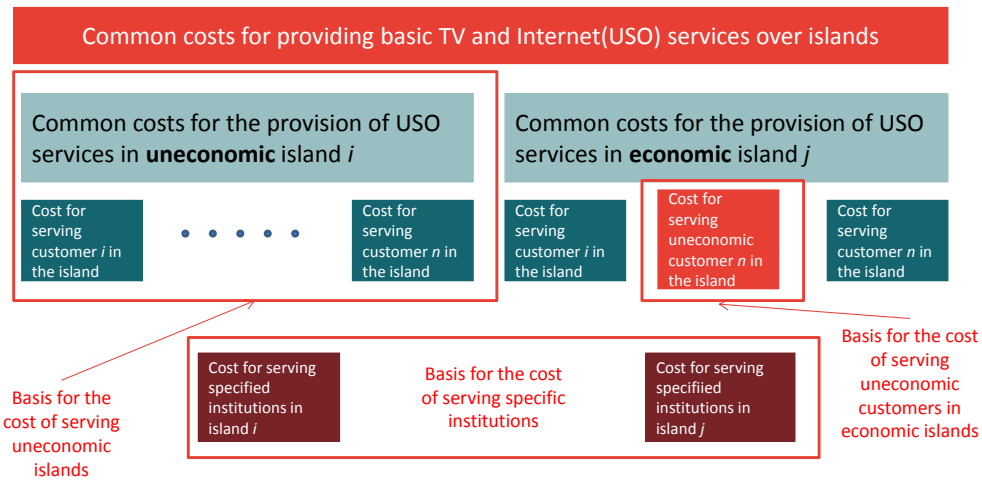 Common costs for providing basic TV and Internet(USO) services over islands
Common costs for the provision of USO
services in uneconomic island i
Common costs for the provision of USO
services in economic island j
Cost for
serving
customer i in
the island
Cost for
serving
customer n in
the island
Cost for
serving
customer i in
the island
Cost for
serving
uneconomic
customer n in
the island
Cost for
serving
customer n in
the island
Basis for the
cost of serving
uneconomic
islands
Cost for serving
specified
institutions in
island i
Basis for the cost
of serving specific
institutions
Cost for serving
specifiied
institutions in
island j
Basis for the cost
of serving
uneconomic
customers in
economic islands